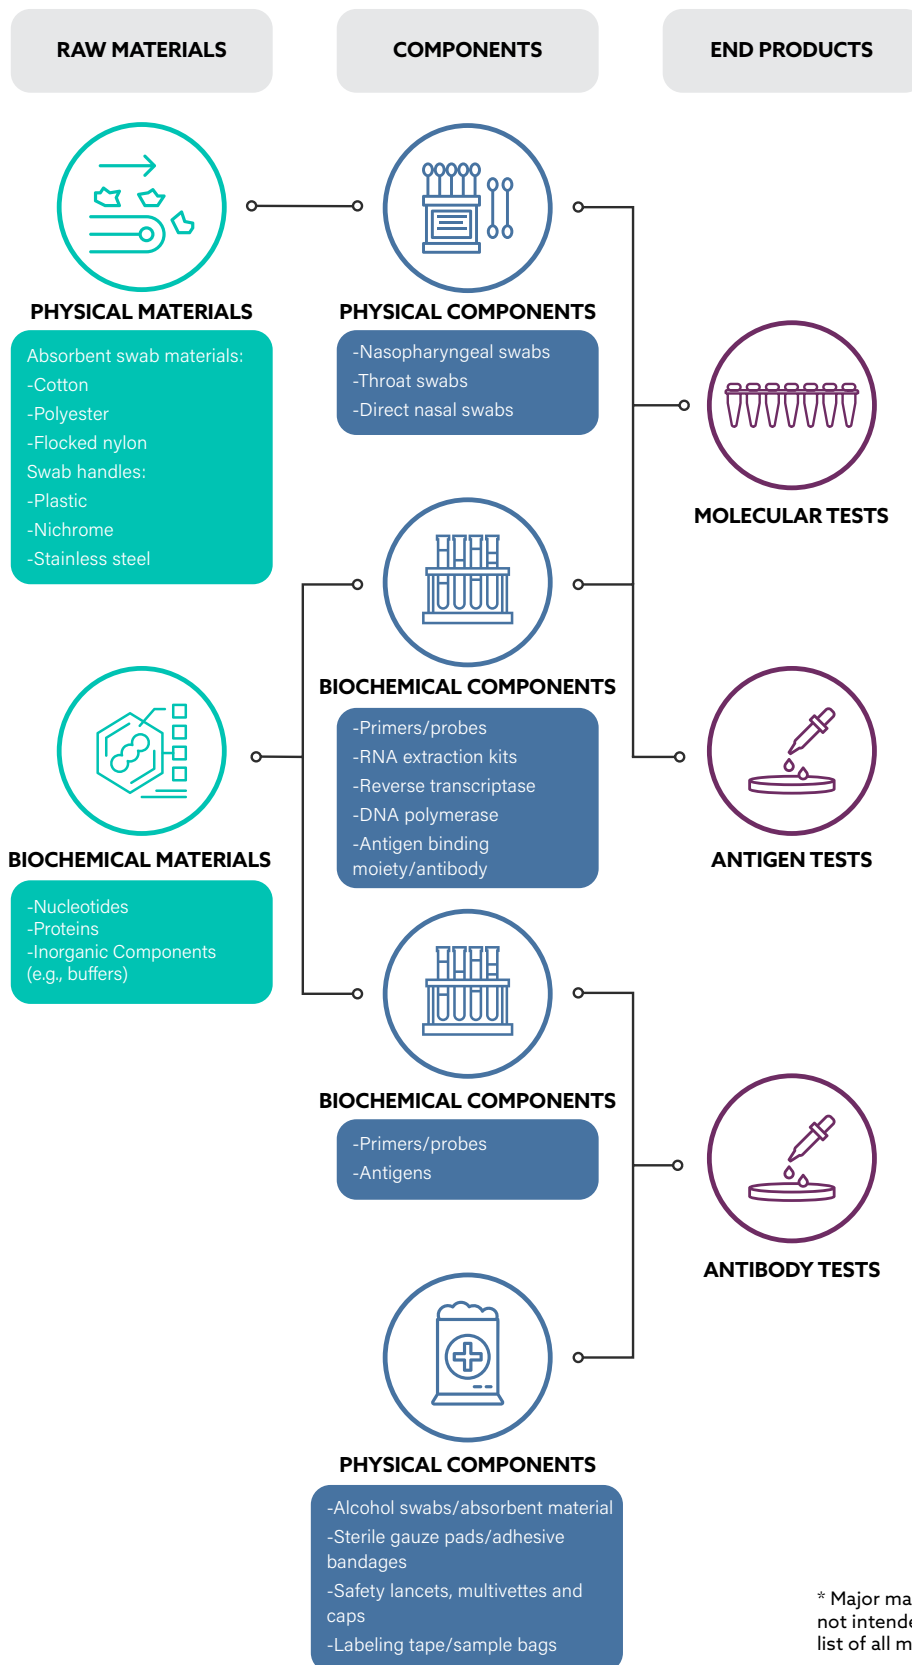 RAW MATERIALS
COMPONENTS
END PRODUCTS
PHYSICAL MATERIALS
Absorbent swab materials:
-Cotton
-Polyester
-Flocked nylon
Swab handles:
-Plastic
-Nichrome
-Stainless steel
PHYSICAL COMPONENTS
-Nasopharyngeal swabs
-Throat swabs
-Direct nasal swabs
MOLECULAR TESTS
BIOCHEMICAL MATERIALS
-Nucleotides
-Proteins
-Inorganic Components
(e.g., buffers)
BIOCHEMICAL COMPONENTS
-Primers/probes
-RNA extraction kits
-Reverse transcriptase
-DNA polymerase
-Antigen binding
moiety/antibody
ANTIGEN TESTS
BIOCHEMICAL COMPONENTS
-Primers/probes
-Antigens
ANTIBODY TESTS
PHYSICAL COMPONENTS
-Alcohol swabs/absorbent material
-Sterile gauze pads/adhesive
bandages
-Safety lancets, multivettes and
caps
-Labeling tape/sample bags
* Major
not
list of all